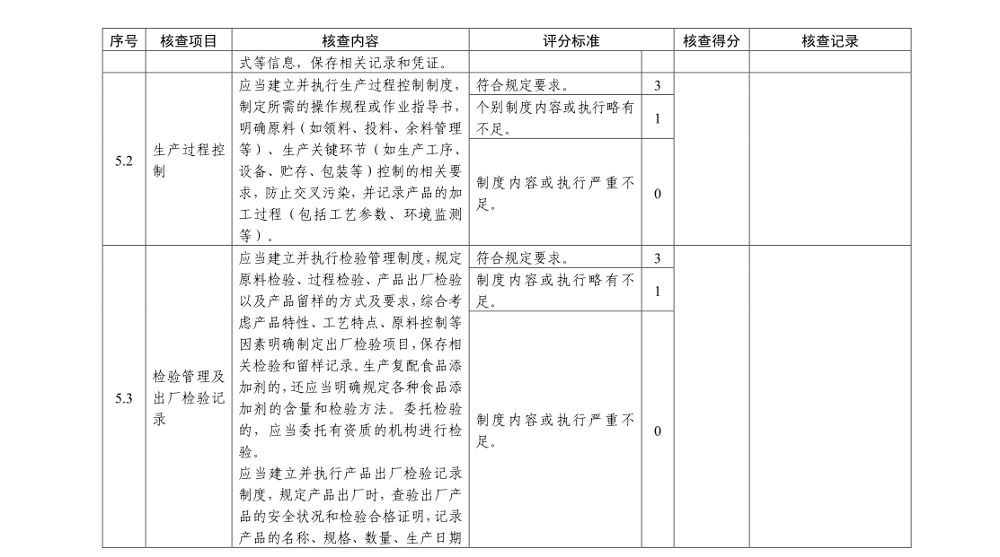 序号 核查项目 核查内容 评分标准 核查得分 核查记录
式等信息，保存相关记录和凭证。
5.2
生产过程控
制
应当建立并执行生产过程控制制度，
制定所需的操作规程或作业指导书，
明确原料（如领料、投料、余料管理
等）、生产关键环节（如生产工序、
设备、贮存、包装等）控制的相关要
求，防止交叉污染，并记录产品的加
工过程（包括工艺参数、环境监测
等）。
符合规定要求。 3
个别制度内容或执行略有
不足。
1
制度内容或执行严重不
足。
0
5.3
检验管理及
出厂检验记
录
应当建立并执行检验管理制度，规定
原料检验、过程检验、产品出厂检验
以及产品留样的方式及要求，综合考
虑产品特性、工艺特点、原料控制等
因素明确制定出厂检验项目，保存相
关检验和留样记录。生产复配食品添
加剂的，还应当明确规定各种食品添
加剂的含量和检验方法。委托检验
的，应当委托有资质的机构进行检
验。
应当建立并执行产品出厂检验记录
制度，规定产品出厂时，查验出厂产
品的安全状况和检验合格证明，记录
产品的名称、规格、数量、生产日期
符合规定要求。 3
制度内容或执行略有不
足。
1
制度内容或执行严重不
足。
0